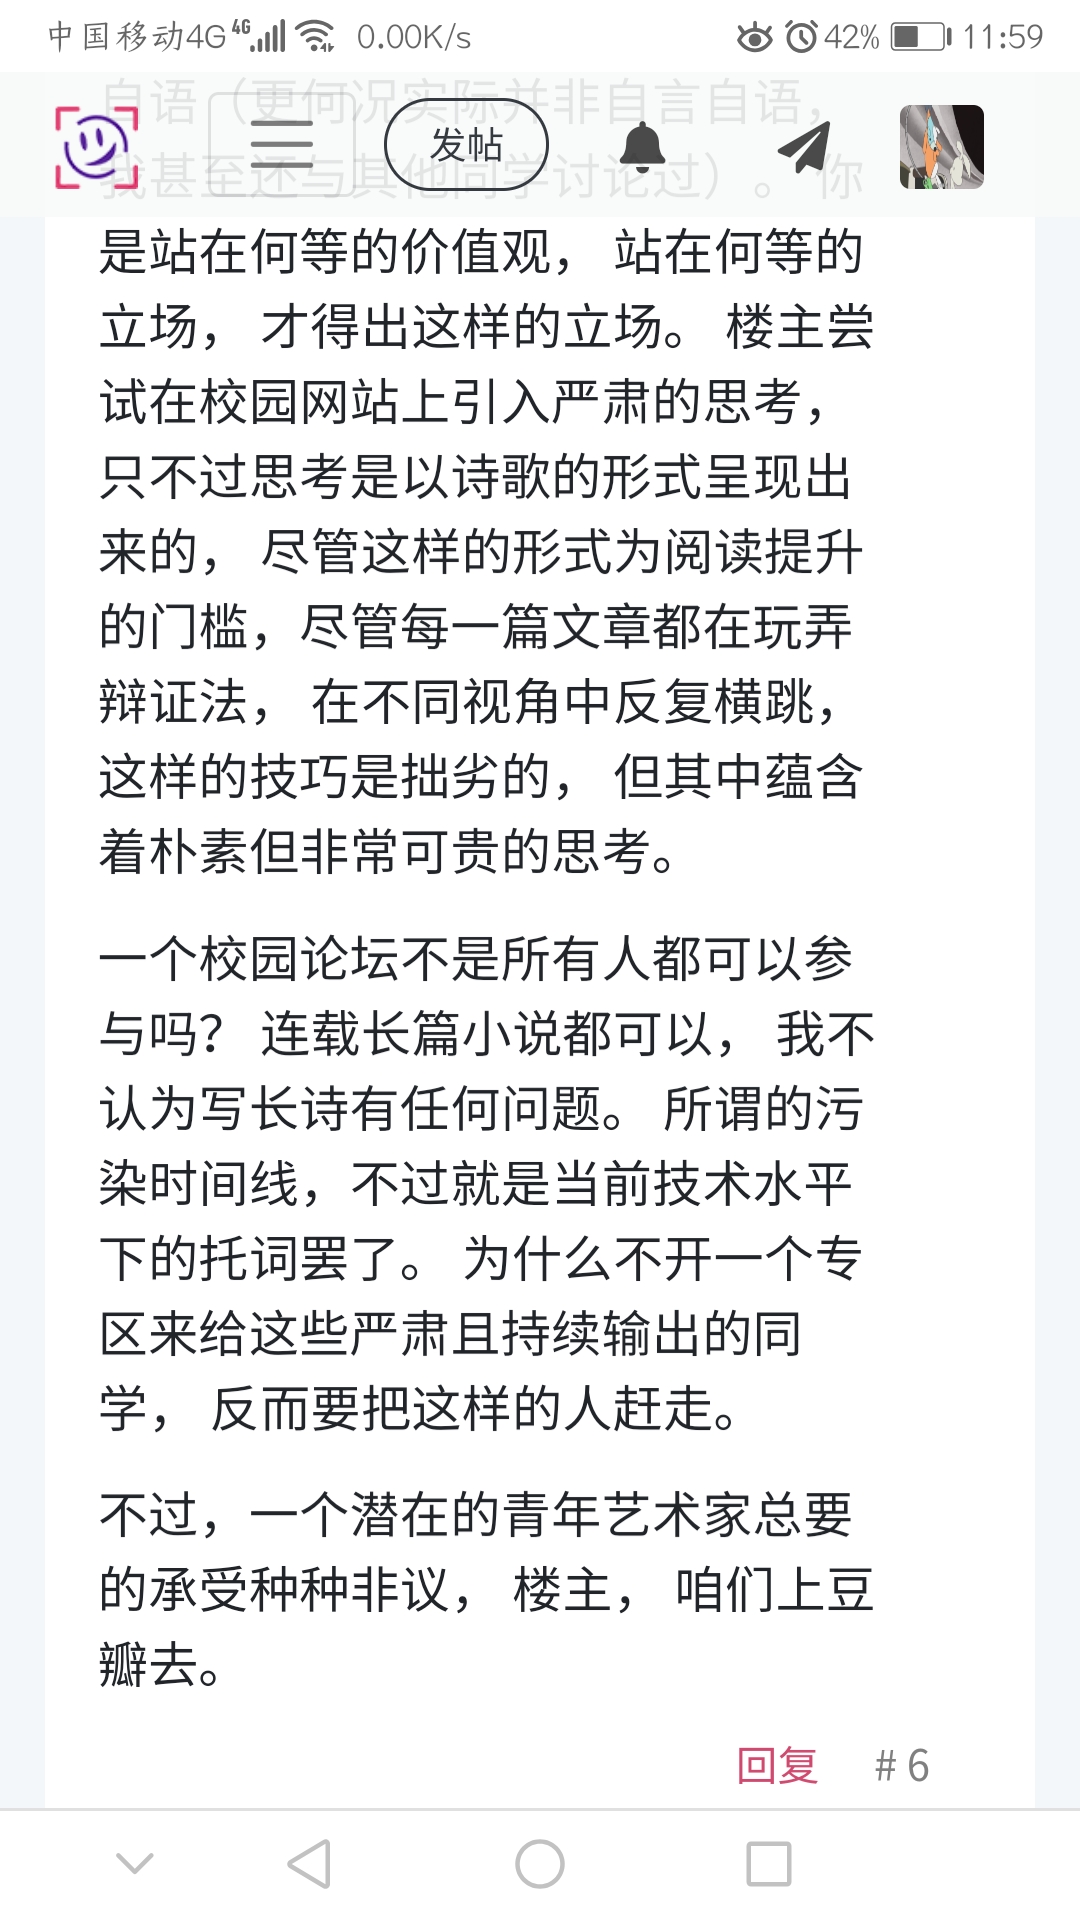 中国移动4G 4G 0.00K/s 42% 11:59
自语（更何况实际并非自言自语，
发帖
我甚至还与其他同学讨论过）。 你
是站在何等的价值观， 站在何等的
立场， 才得出这样的立场。 楼主尝
试在校园网站上引入严肃的思考，
只不过思考是以诗歌的形式呈现出
来的， 尽管这样的形式为阅读提升
的门槛，尽管每一篇文章都在玩弄
辩证法， 在不同视角中反复横跳，
这样的技巧是拙劣的， 但其中蕴含
着朴素但非常可贵的思考。
一个校园论坛不是所有人都可以参
与吗？ 连载长篇小说都可以， 我不
认为写长诗有任何问题。 所谓的污
染时间线，不过就是当前技术水平
下的托词罢了。 为什么不开一个专
区来给这些严肃且持续输出的同
学， 反而要把这样的人赶走。
不过，一个潜在的青年艺术家总要
的承受种种非议， 楼主， 咱们上豆
瓣去。
回复 #6